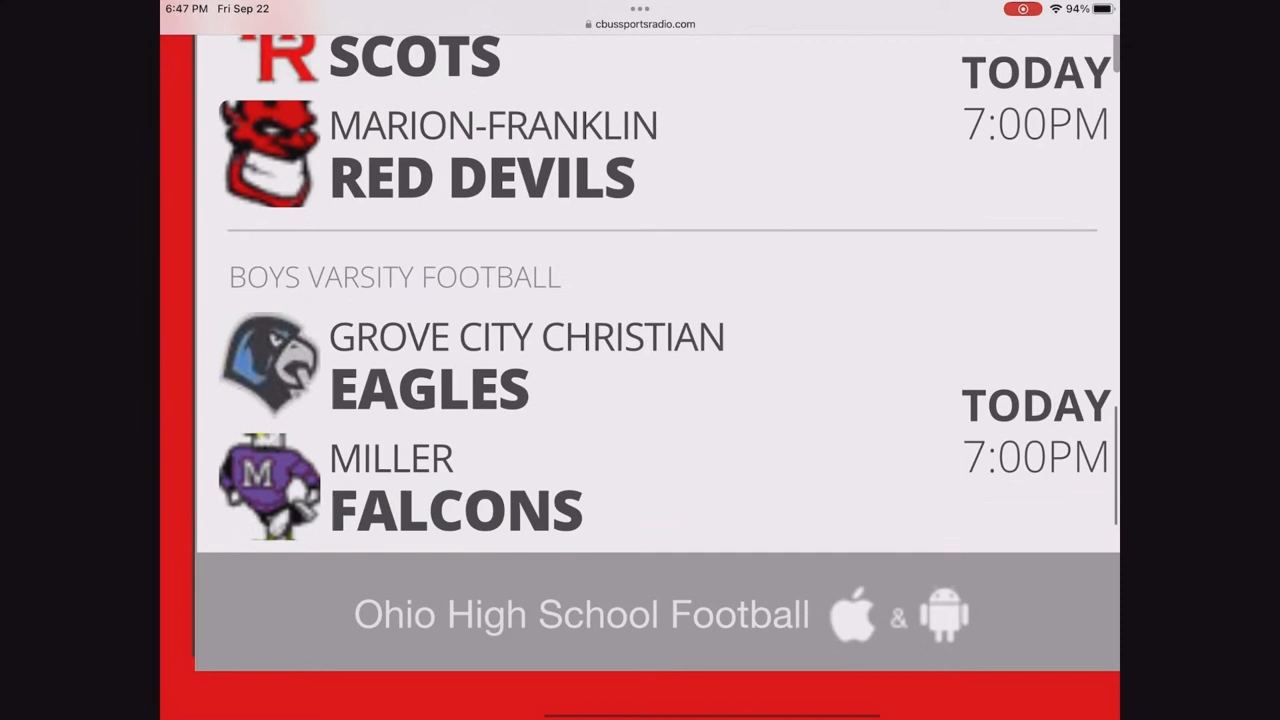 6:47 PM Fri Sep 22
94%
cbussportsradio.com
R SCOTS
TODAY
7:00PM
MARION-FRANKLIN
RED DEVILS
BOYS VARSITY FOOTBALL
GROVE CITY CHRISTIAN
EAGLES
TODAY
7:00PM
MILLER
M
FALCONS
Ohio High School Football &